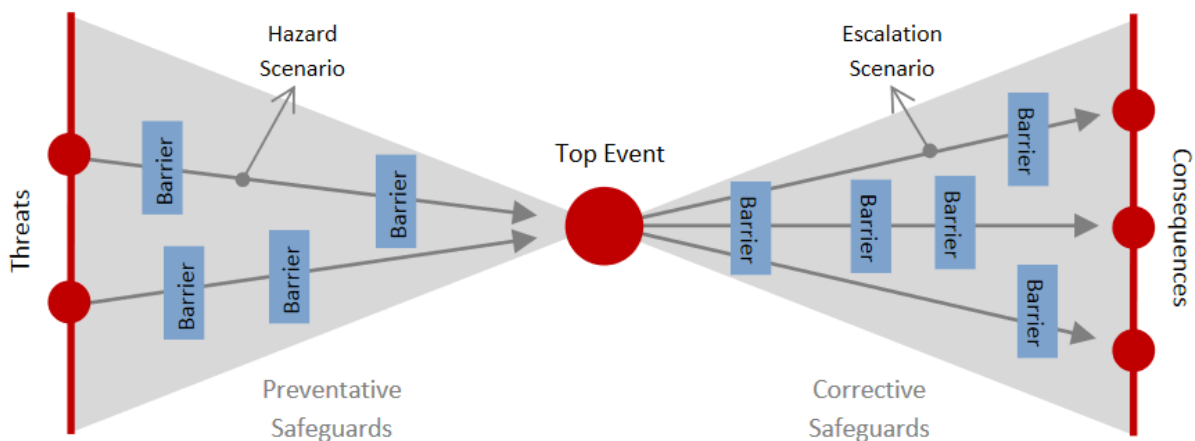 Hazard
Scenario
Escalation
Scenario
Threats
Barrier
Barrier
Barrier
Barrier
Top Event
Barrier
Barrier
Barrier
Barrier
Barrier
Consequences
Preventative
Safeguards
Corrective
Safeguards